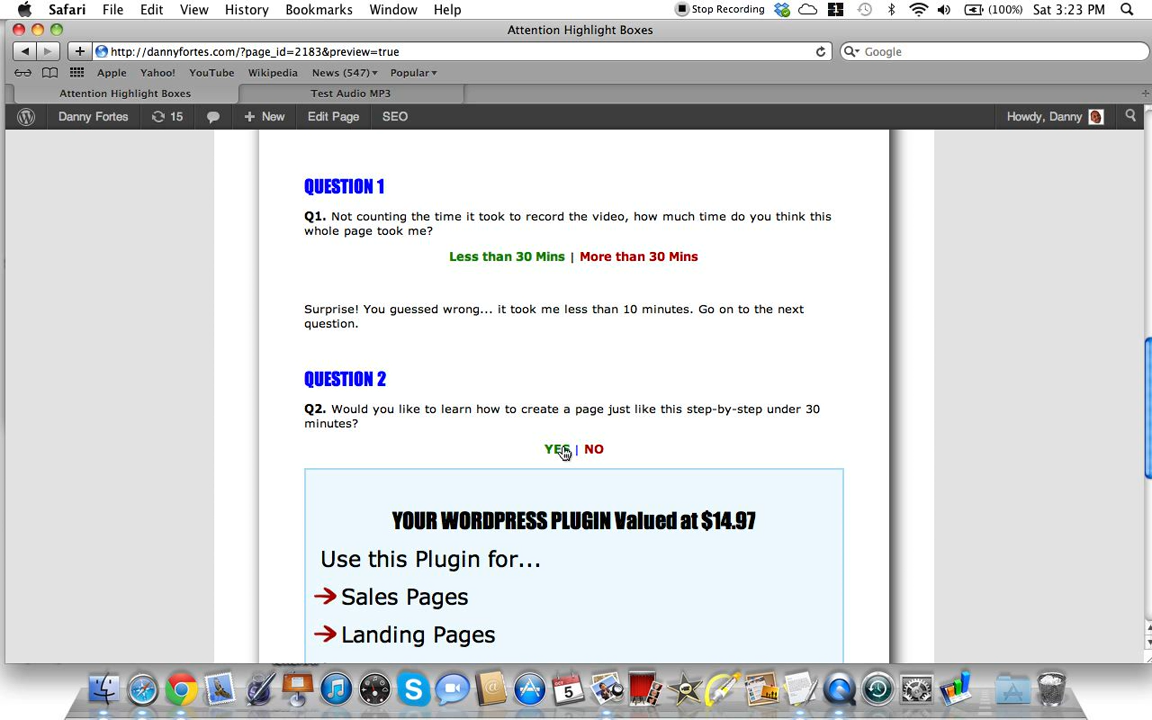 Safari File Edit View History Bookmarks Window Help Stop Recording 1 (100%) Sat 3:23 PM
Attention Highlight Boxes
http://dannyfortes.com/?page_id=2183&preview=true Google
Apple Yahoo! YouTube Wikipedia News (547) Popular
Attention Highlight Boxes Test Audio MP3
Danny Fortes 15 + New Edit Page SEO Howdy, Danny
QUESTION 1
Q1. Not counting the time it took to record the video, how much time do you think this
whole page took me?
Less than 30 Mins | More than 30 Mins
Surprise! You guessed wrong... it took me less than 10 minutes. Go on to the next
question.
QUESTION 2
Q2. Would you like to learn how to create a page just like this step-by-step under 30
minutes?
YES | NO
YOUR WORDPRESS PLUGIN Valued at $14.97
Use this Plugin for...
Sales Pages
Landing Pages
5